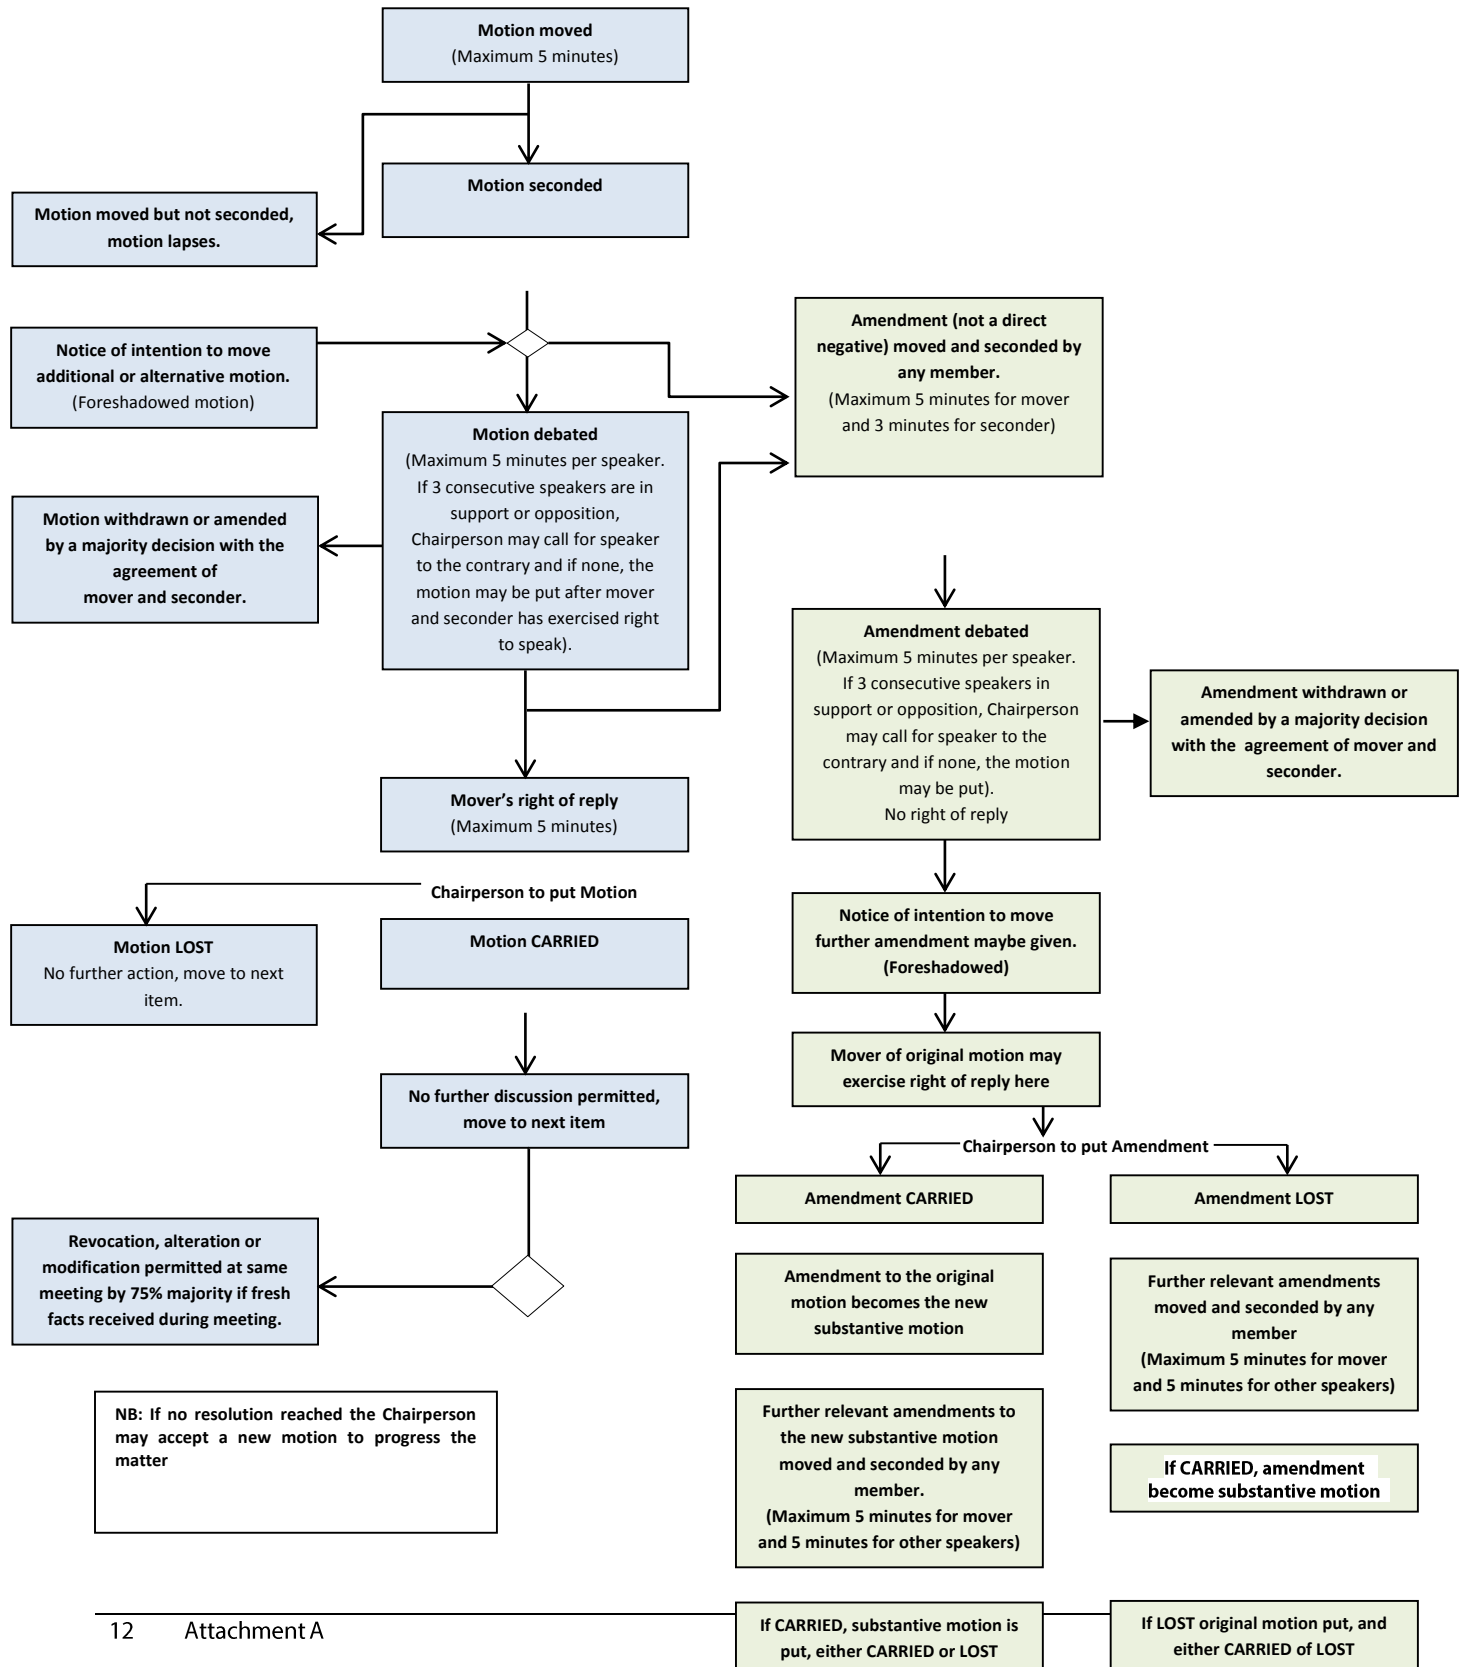 Motion moved
(Maximum 5 minutes)
Motion seconded
Motion moved but not seconded,
motion lapses.
Notice of intention to move
additional or alternative motion.
(Foreshadowed motion)
Amendment (not a direct
negative) moved and seconded by
any member.
(Maximum 5 minutes for mover
and 3 minutes for seconder)
Motion debated
(Maximum 5 minutes per speaker.
If 3 consecutive speakers are in
support or opposition,
Chairperson may call for speaker
to the contrary and if none, the
motion may be put after mover
and seconder has exercised right
to speak).
Motion withdrawn or amended
by a majority decision with the
agreement of
mover and seconder.
Amendment debated
(Maximum 5 minutes per speaker.
If 3 consecutive speakers in
support or opposition, Chairperson
may call for speaker to the
contrary and if none, the motion
may be put).
No right of reply
Amendment withdrawn or
amended by a majority decision
with the agreement of mover and
seconder.
Mover’s right of reply
(Maximum 5 minutes)
Chairperson to put Motion
Motion LOST
No further action, move to next
item.
Motion CARRIED
Notice of intention to move
further amendment maybe given.
(Foreshadowed)
Mover of original motion may
exercise right of reply here
No further discussion permitted,
move to next item
Chairperson to put Amendment
Amendment CARRIED
Amendment LOST
Revocation, alteration or
modification permitted at same
meeting by 75% majority if fresh
facts received during meeting.
Amendment to the original
motion becomes the new
substantive motion
Further relevant amendments
moved and seconded by any
member
(Maximum 5 minutes for mover
and 5 minutes for other speakers)
NB: If no resolution reached the Chairperson
may accept a new motion to progress the
matter
Further relevant amendments to
the new substantive motion
moved and seconded by any
member.
(Maximum 5 minutes for mover
and 5 minutes for other speakers)
If CARRIED, amendment
become substantive motion
If CARRIED, substantive motion is
put, either CARRIED or LOST
If LOST original motion put, and
either CARRIED of LOST
12 Attachment A